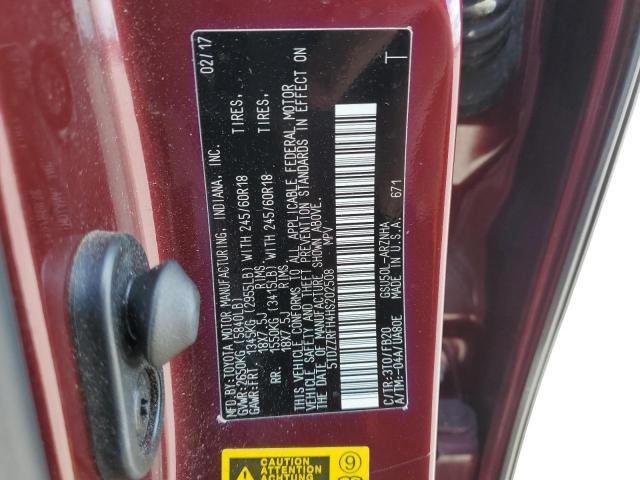 MFD.BY:TOYOTA MOTOR MANUFACTURING, INDIANA, INC. 02/17
GVWR:2650KG (5840LB)
GAWR:FRT. 1345KG (2955LB) WITH 245/60R18 TIRES,
18X7.5J RIMS
RR. 1550KG (3415LB) WITH 245/60R18 TIRES,
18X7.5J RIMS
THIS VEHICLE CONFORMS TO ALL APPLICABLE FEDERAL MOTOR
VEHICLE SAFETY AND THEFT PREVENTION STANDARDS IN EFFECT ON
THE DATE OF MANUFACTURE SHOWN ABOVE.
5TDZZRFH4HS202508 MPV
T
C/TR:3T0/FB20 GSU50L-ARZNHA
A/TM:-04A/UA80E MADE IN U.S.A. 671
CAUTION
ATTENTION
ACHTUNG
9